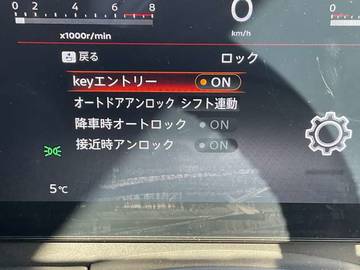 0 2 4 6 8
0
0
x1000r/min
km/h
戻る
ロック
keyエントリー ON
オートドアアンロック シフト連動
降車時オートロック ON
接近時アンロック ON
5℃